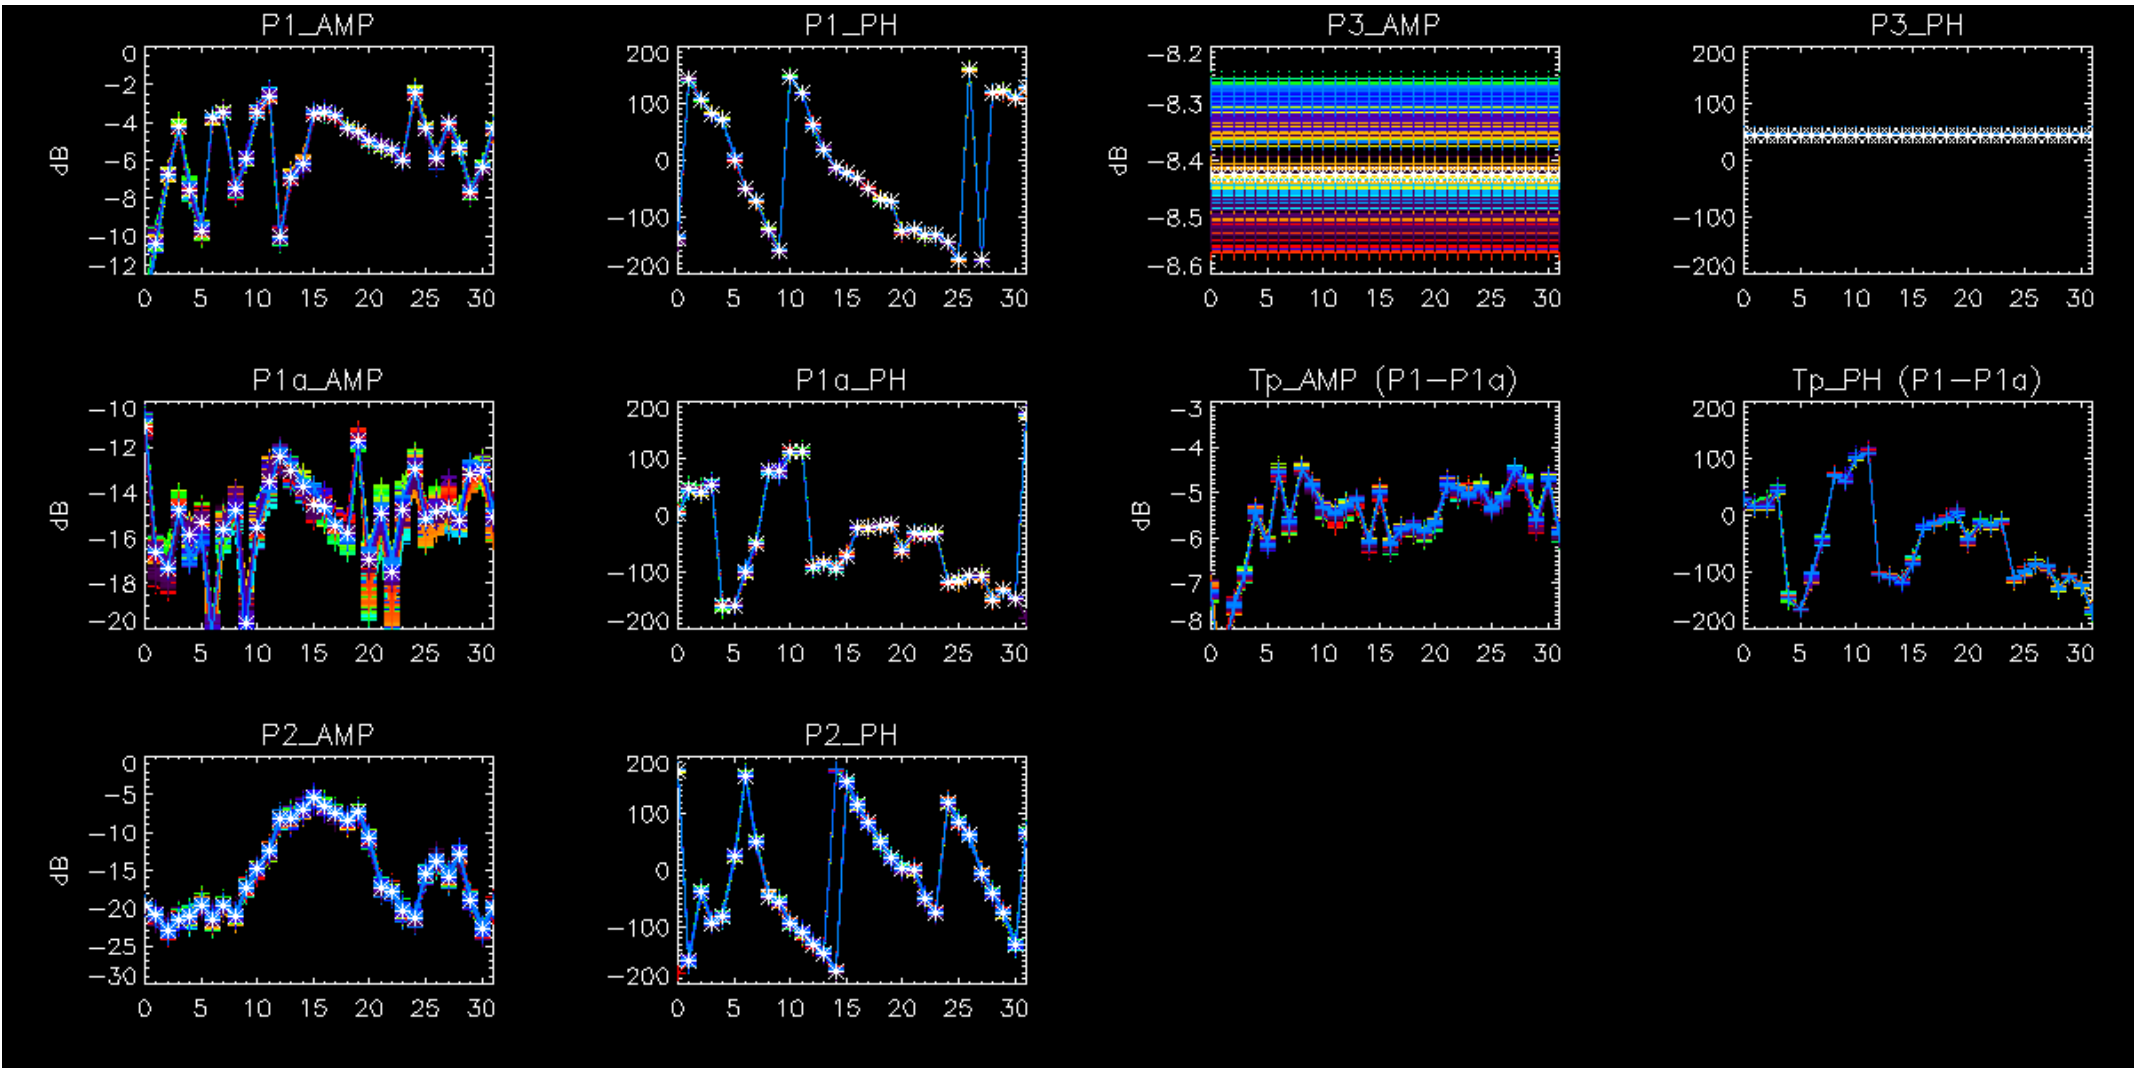 P1_AMP
dB
0
-2
-4
-6
-8
-10
-12
0 5 10 15 20 25 30
P1_PH
200
100
0
-100
-200
0 5 10 15 20 25 30
P3_AMP
dB
-8.2
-8.3
-8.4
-8.5
-8.6
0 5 10 15 20 25 30
P3_PH
200
100
0
-100
-200
0 5 10 15 20 25 30
P1a_AMP
dB
-10
-12
-14
-16
-18
-20
0 5 10 15 20 25 30
P1a_PH
200
100
0
-100
-200
0 5 10 15 20 25 30
Tp_AMP (P1-P1a)
dB
-3
-4
-5
-6
-7
-8
0 5 10 15 20 25 30
Tp_PH (P1-P1a)
200
100
0
-100
-200
0 5 10 15 20 25 30
P2_AMP
dB
0
-5
-10
-15
-20
-25
-30
0 5 10 15 20 25 30
P2_PH
200
100
0
-100
-200
0 5 10 15 20 25 30